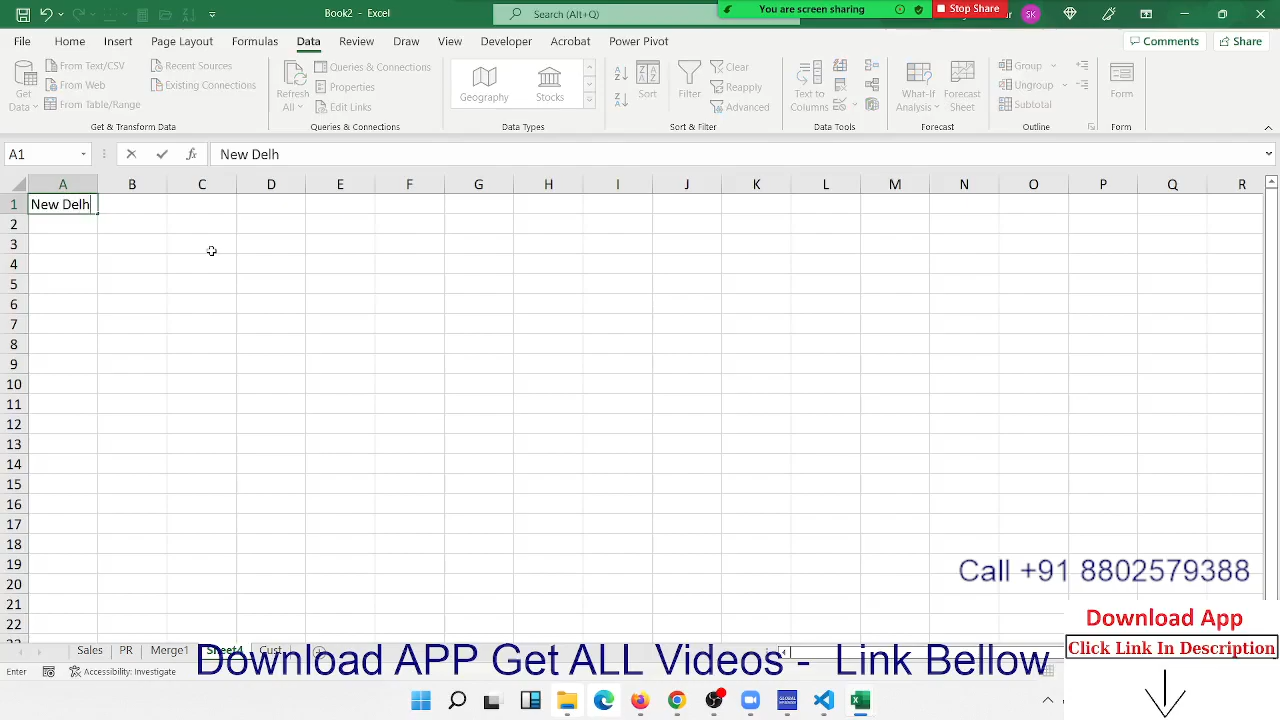 Book2 - Excel
Search (Alt+Q)
You are screen sharing
Stop Share
r
SK
File
Home
Insert
Page Layout
Formulas
Data
Review
Draw
View
Developer
Acrobat
Power Pivot
Comments
Share
Get Data
From Text/CSV
From Web
From Table/Range
Recent Sources
Existing Connections
Get & Transform Data
Refresh All
Queries & Connections
Properties
Edit Links
Queries & Connections
Geography
Stocks
Data Types
Sort
Filter
Clear
Reapply
Advanced
Sort & Filter
Text to Columns
Data Tools
What-If Analysis
Forecast Sheet
Forecast
Group
Ungroup
Subtotal
Outline
Form
Form
A1
fx
New Delh
A B C D E F G H I J K L M N O P Q R
1 New Delh
2
3
4
5
6
7
8
9
10
11
12
13
14
15
16
17
18
19
20
21
22
Call +91 8802579388
Download App
Click Link In Description
Sales
PR
Merge1
Sheet4
Cust
Download APP Get ALL Videos - Link Bellow
Enter
Accessibility: Investigate